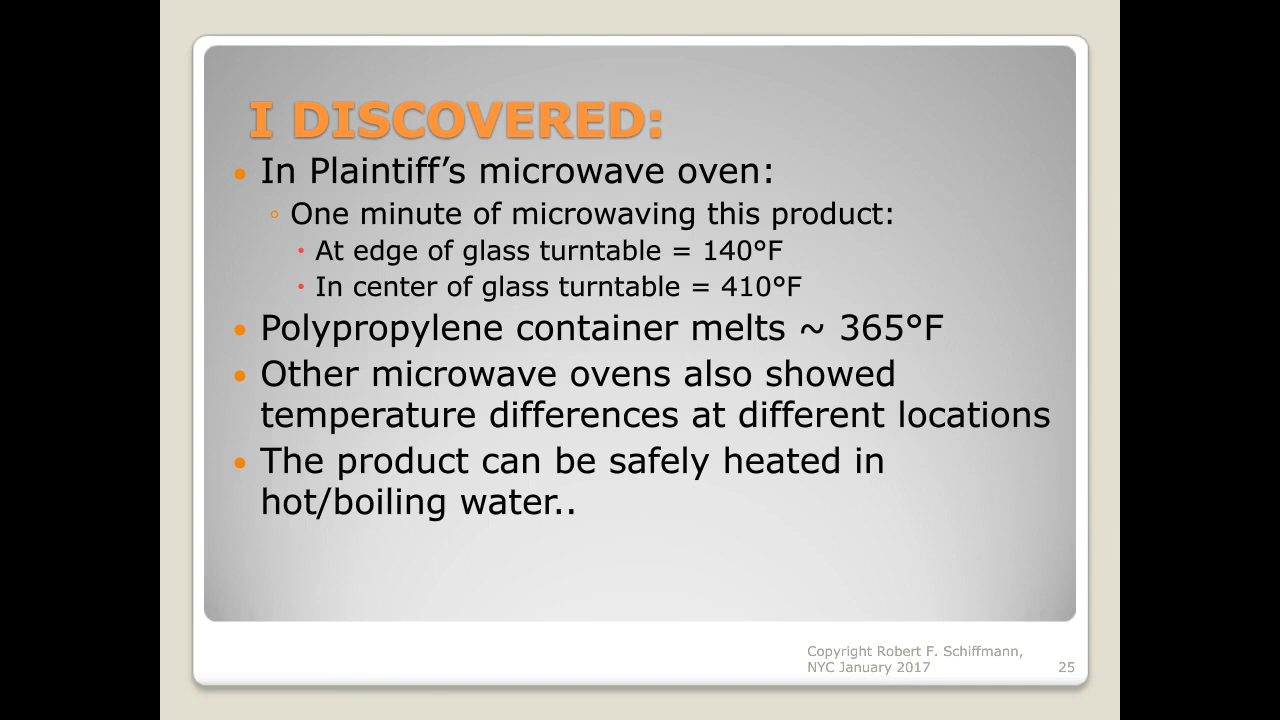 I DISCOVERED:
In Plaintiff’s microwave oven:
One minute of microwaving this product:
At edge of glass turntable = 140°F
In center of glass turntable = 410°F
Polypropylene container melts ~ 365°F
Other microwave ovens also showed
temperature differences at different locations
The product can be safely heated in
hot/boiling water..
Copyright Robert F. Schiffmann,
NYC January 2017 25